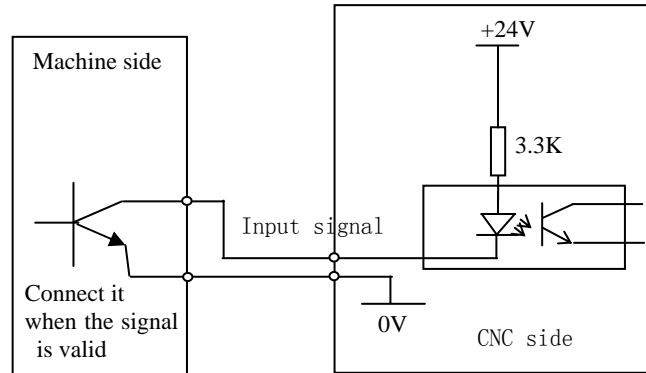 Machine side
+24V
3.3K
Input signal
Connect it
when the signal
is valid
0V
CNC side